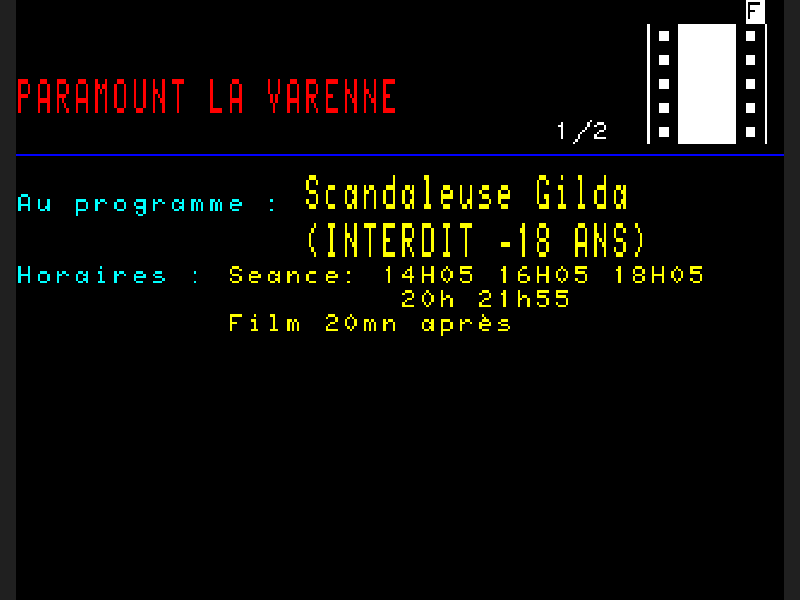 F
PARAMOUNT LA VARENNE
1/2
Au programme : Scandaleuse Gilda
(INTERDIT -18 ANS)
Horaires : Seance: 14H05 16H05 18H05
20h 21h55
Film 20mn après